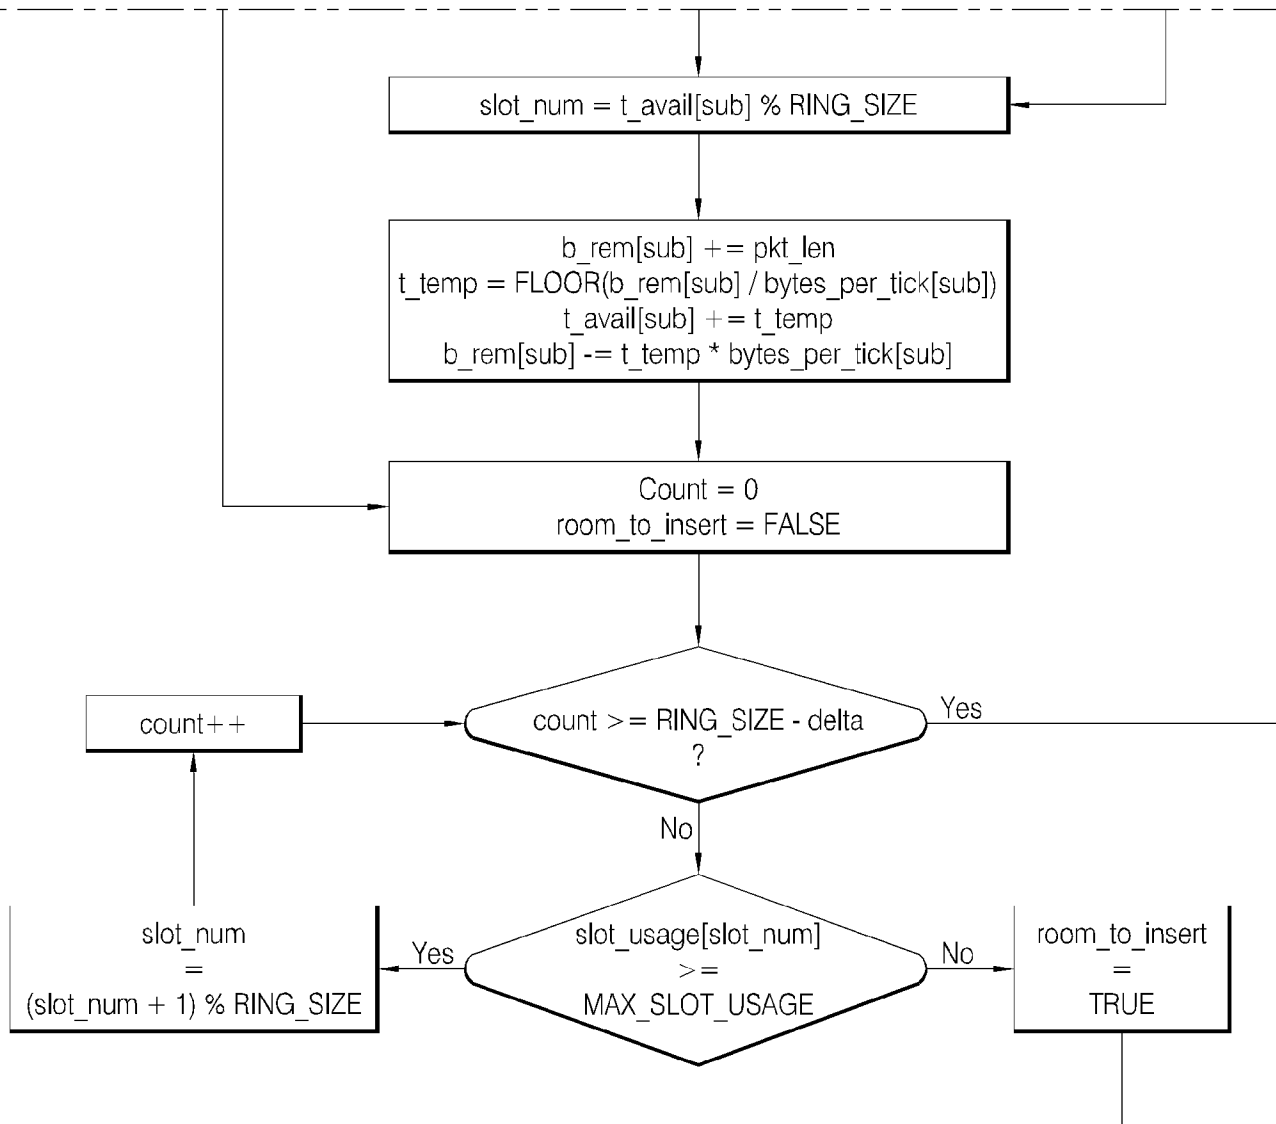 slot_num = t_avail[sub] % RING_SIZE
b_rem[sub] += pkt_len
t_temp = FLOOR(b_rem[sub] / bytes_per_tick[sub])
t_avail[sub] += t_temp
b_rem[sub] -= t_temp * bytes_per_tick[sub]
Count = 0
room_to_insert = FALSE
count++
count >= RING_SIZE - delta
?
Yes
No
slot_num
=
(slot_num + 1) % RING_SIZE
Yes
slot_usage[slot_num]
>=
MAX_SLOT_USAGE
No
room_to_insert
=
TRUE